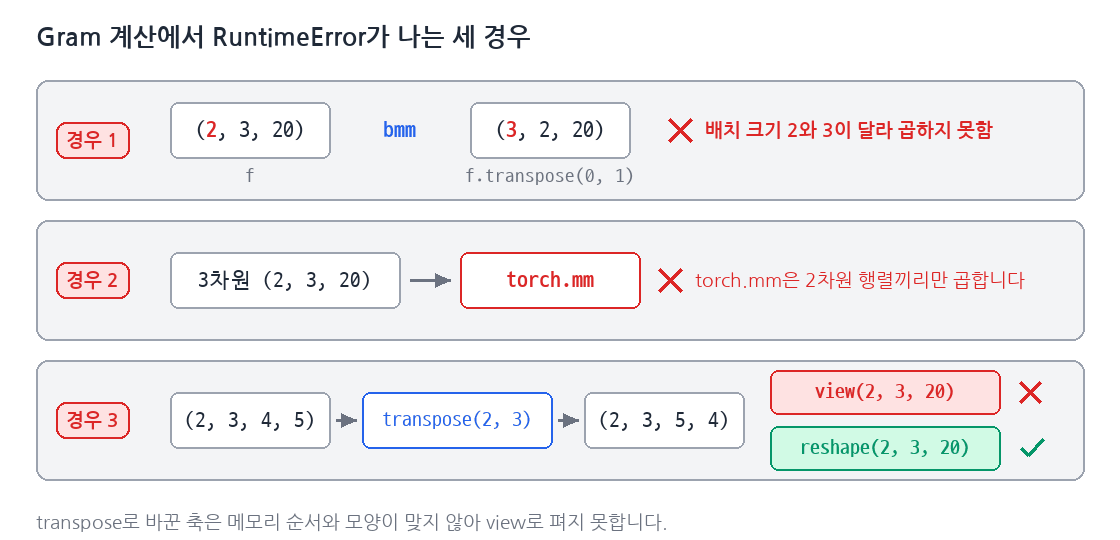 Gram 계산에서 RuntimeError가 나는 세 경우
경우 1
(2, 3, 20)
bmm
(3, 2, 20)
배치 크기 2와 3이 달라 곱하지 못함
f
f.transpose(0, 1)
경우 2
3차원 (2, 3, 20)
torch.mm
torch.mm은 2차원 행렬끼리만 곱합니다
경우 3
(2, 3, 4, 5)
transpose(2, 3)
(2, 3, 5, 4)
view(2, 3, 20)
reshape(2, 3, 20)
transpose로 바꾼 축은 메모리 순서와 모양이 맞지 않아 view로 펴지 못합니다.